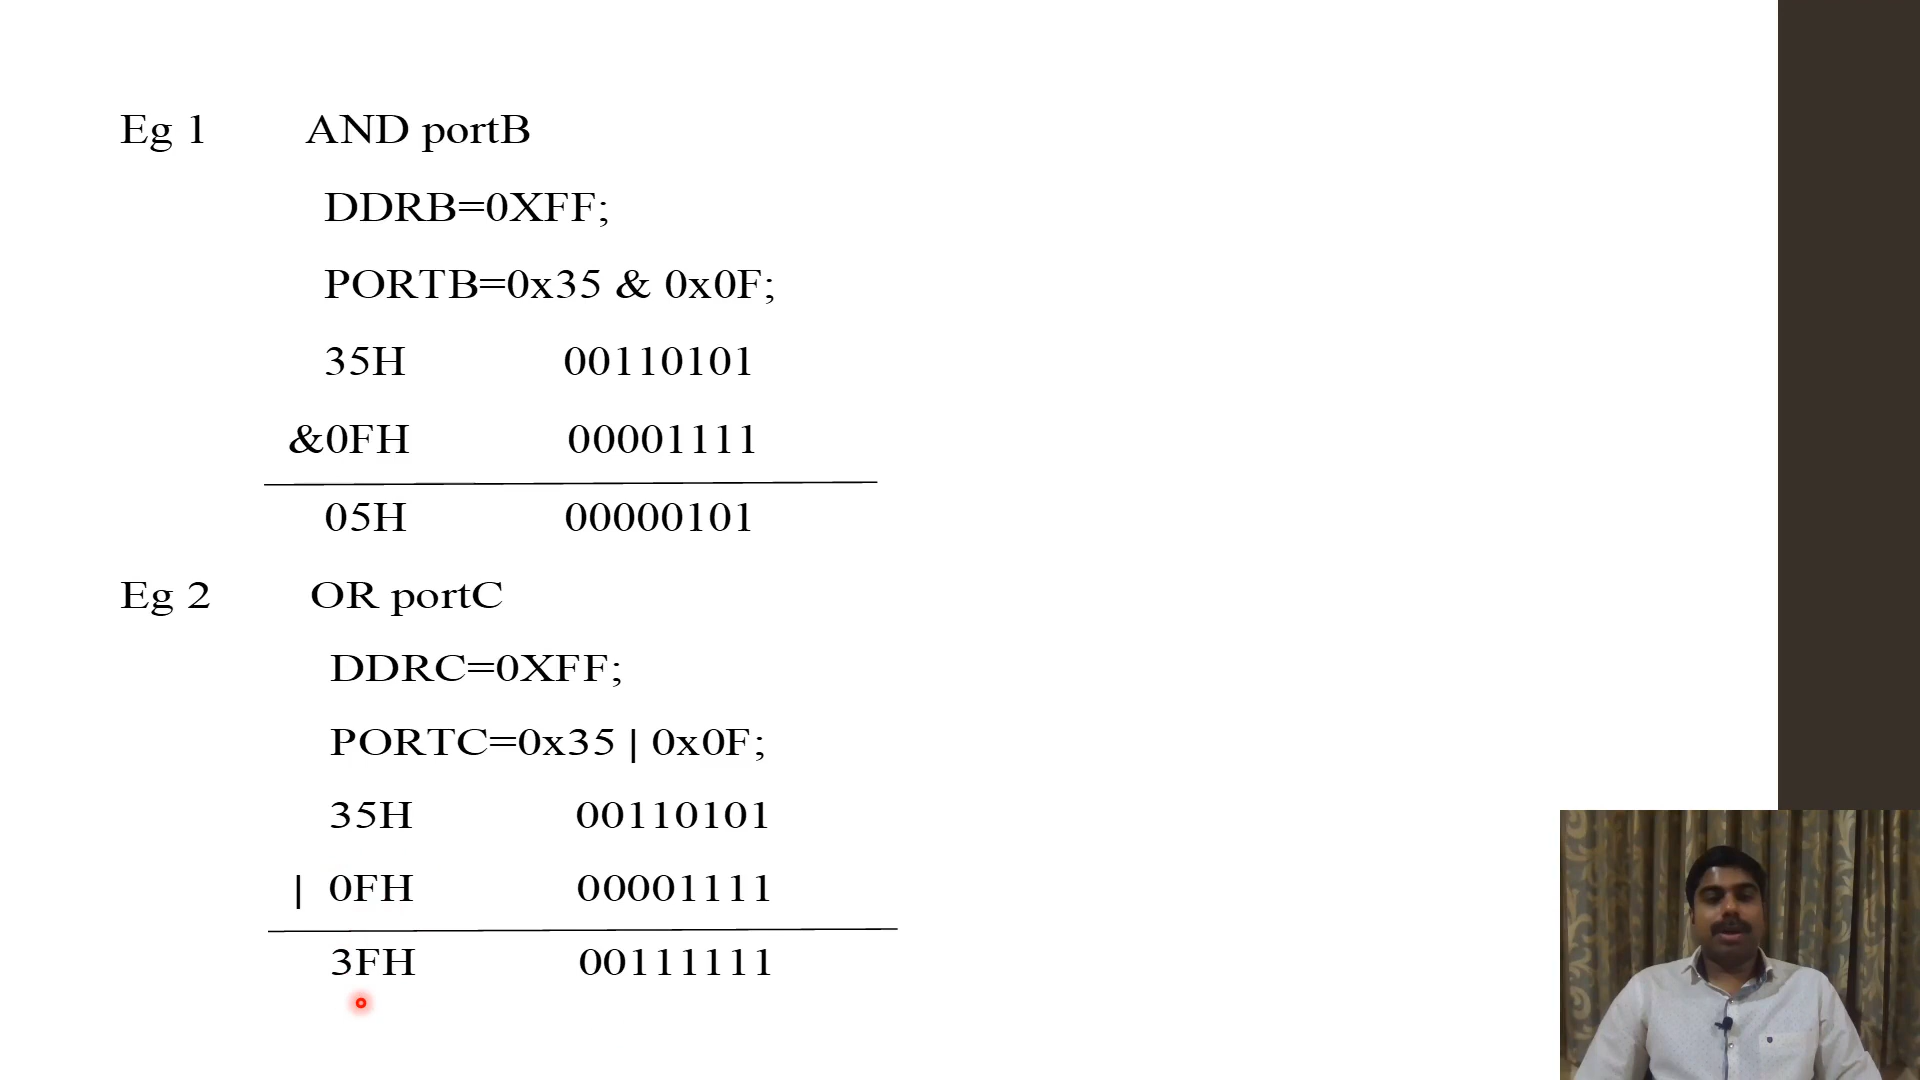 Eg 1 AND portB
DDRB=0XFF;
PORTB=0x35 & 0x0F;
35H 00110101
&0FH 00001111
05H 00000101
Eg 2 OR portC
DDRC=0XFF;
PORTC=0x35 | 0x0F;
35H 00110101
| 0FH 00001111
3FH 00111111